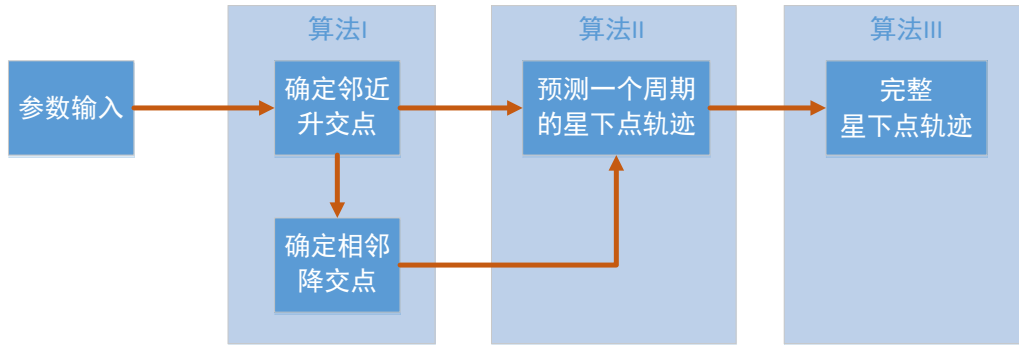 算法I
算法II
算法III
参数输入
确定邻近
升交点
预测一个周期
的星下点轨迹
完整
星下点轨迹
确定相邻
降交点